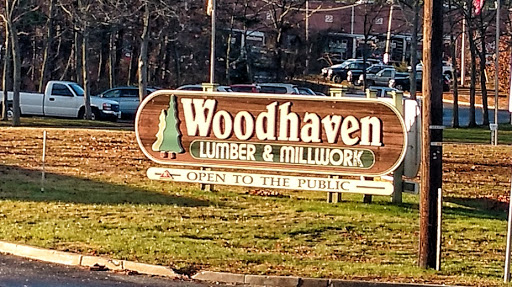 Woodhaven
LUMBER & MILLWORK
OPEN TO THE PUBLIC